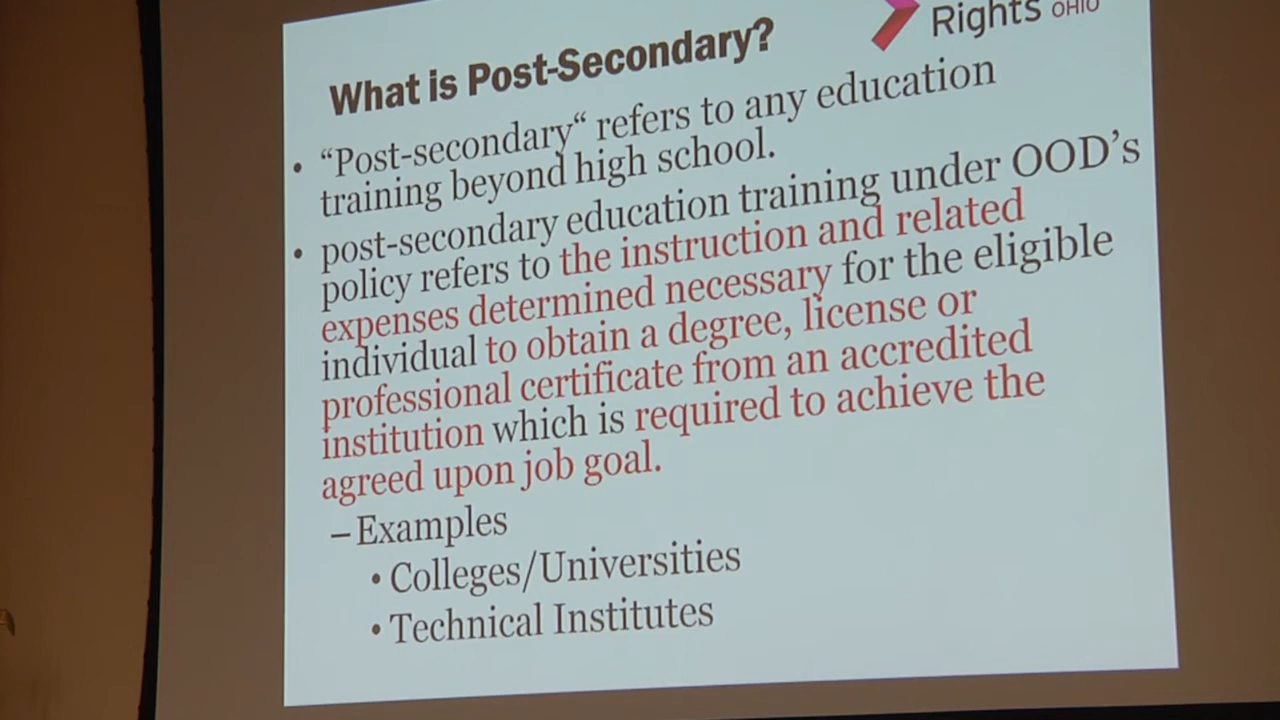 Rights OHIO
What is Post-Secondary?
• “Post-secondary“ refers to any education
training beyond high school.
• post-secondary education training under OOD’s
policy refers to the instruction and related
expenses determined necessary for the eligible
individual to obtain a degree, license or
professional certificate from an accredited
institution which is required to achieve the
agreed upon job goal.
– Examples
• Colleges/Universities
• Technical Institutes